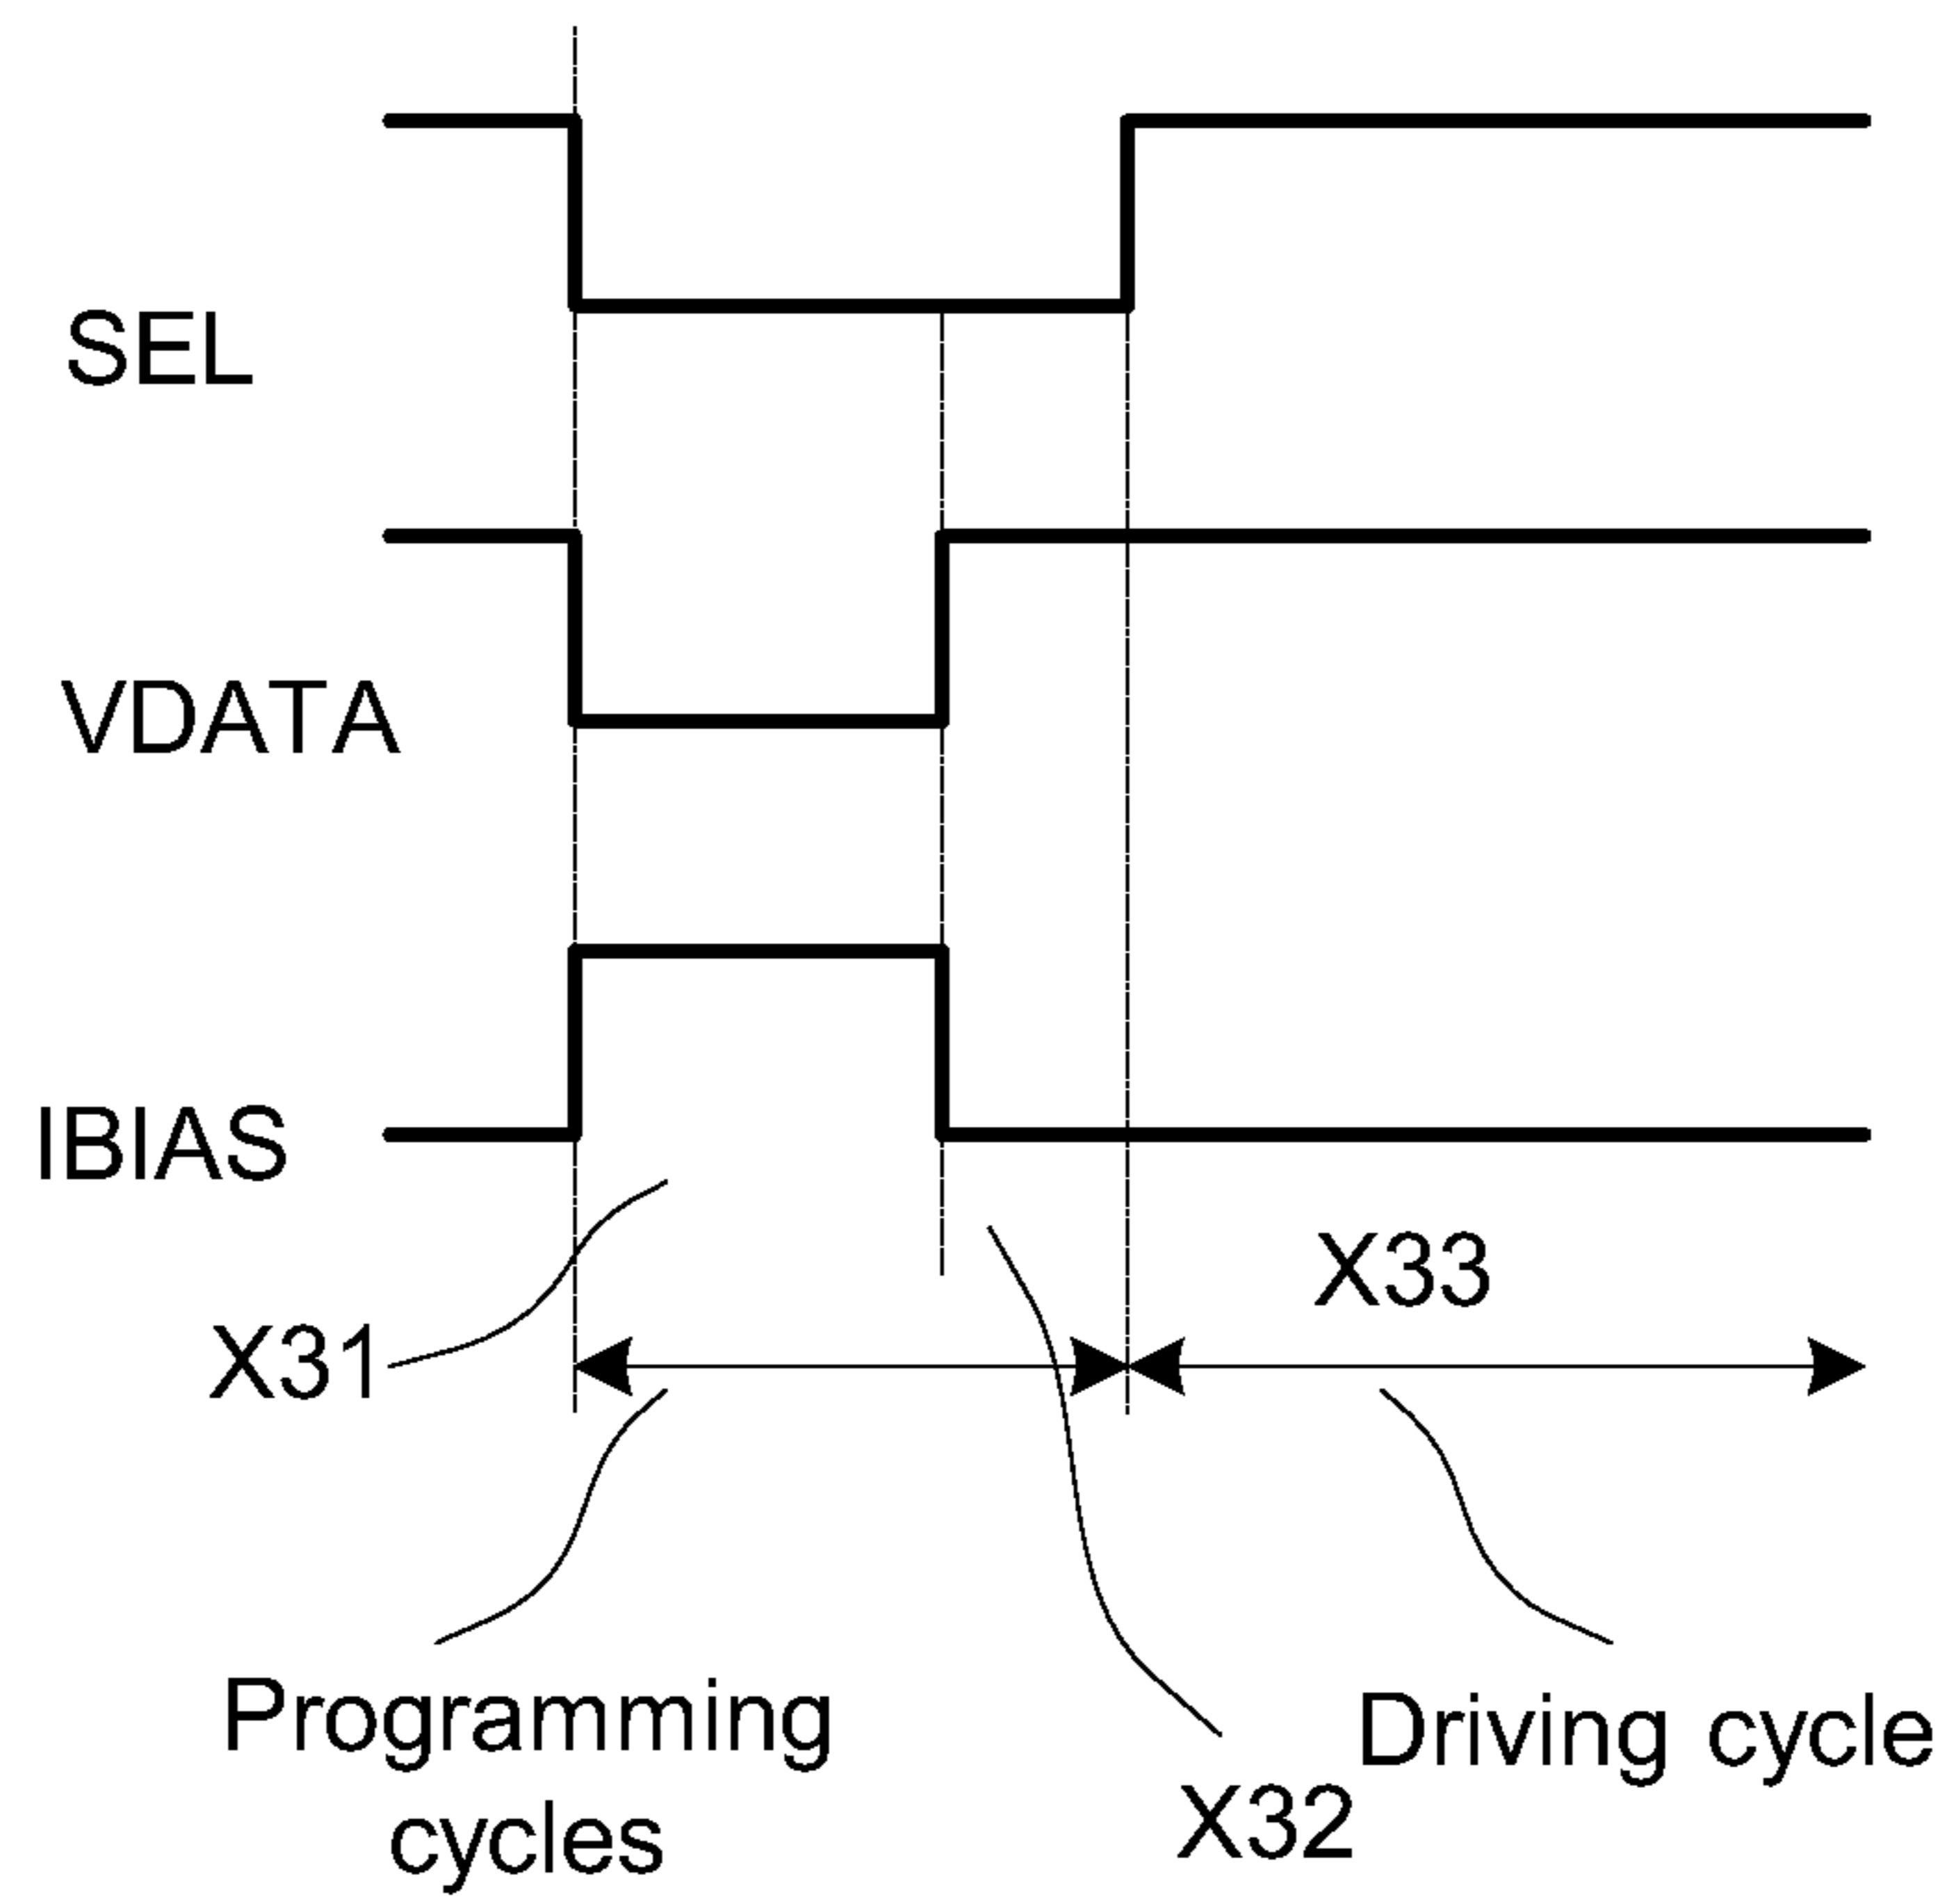 SEL
VDATA
IBIAS
X33
X31
Programming
cycles
Driving cycle
X32